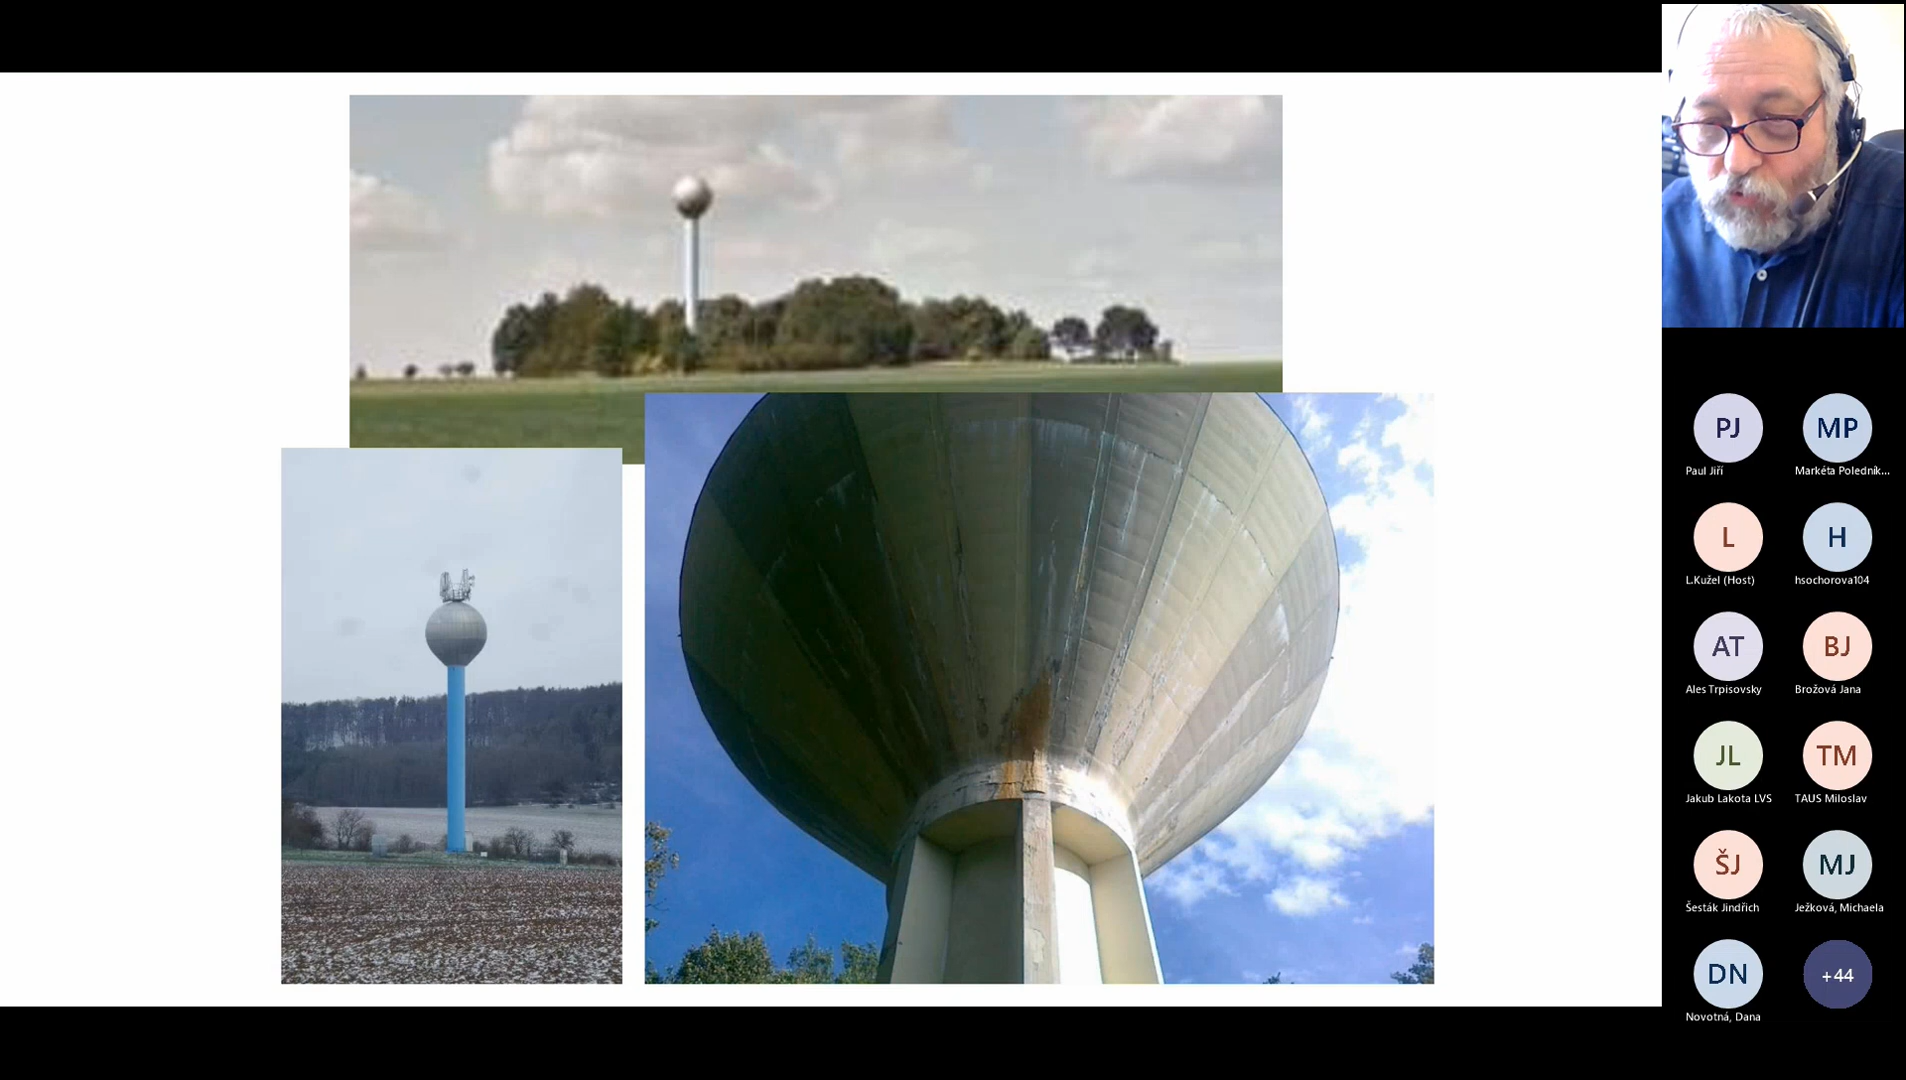 PJ
MP
Paul Jiří
Markéta Poledník...
L
H
L.Kužel (Host)
hsochorova104
AT
BJ
Ales Trpisovsky
Brožová Jana
JL
TM
Jakub Lakota LVS
TAUS Miloslav
ŠJ
MJ
Šesták Jindřich
Ježková, Michaela
DN
+44
Novotná, Dana